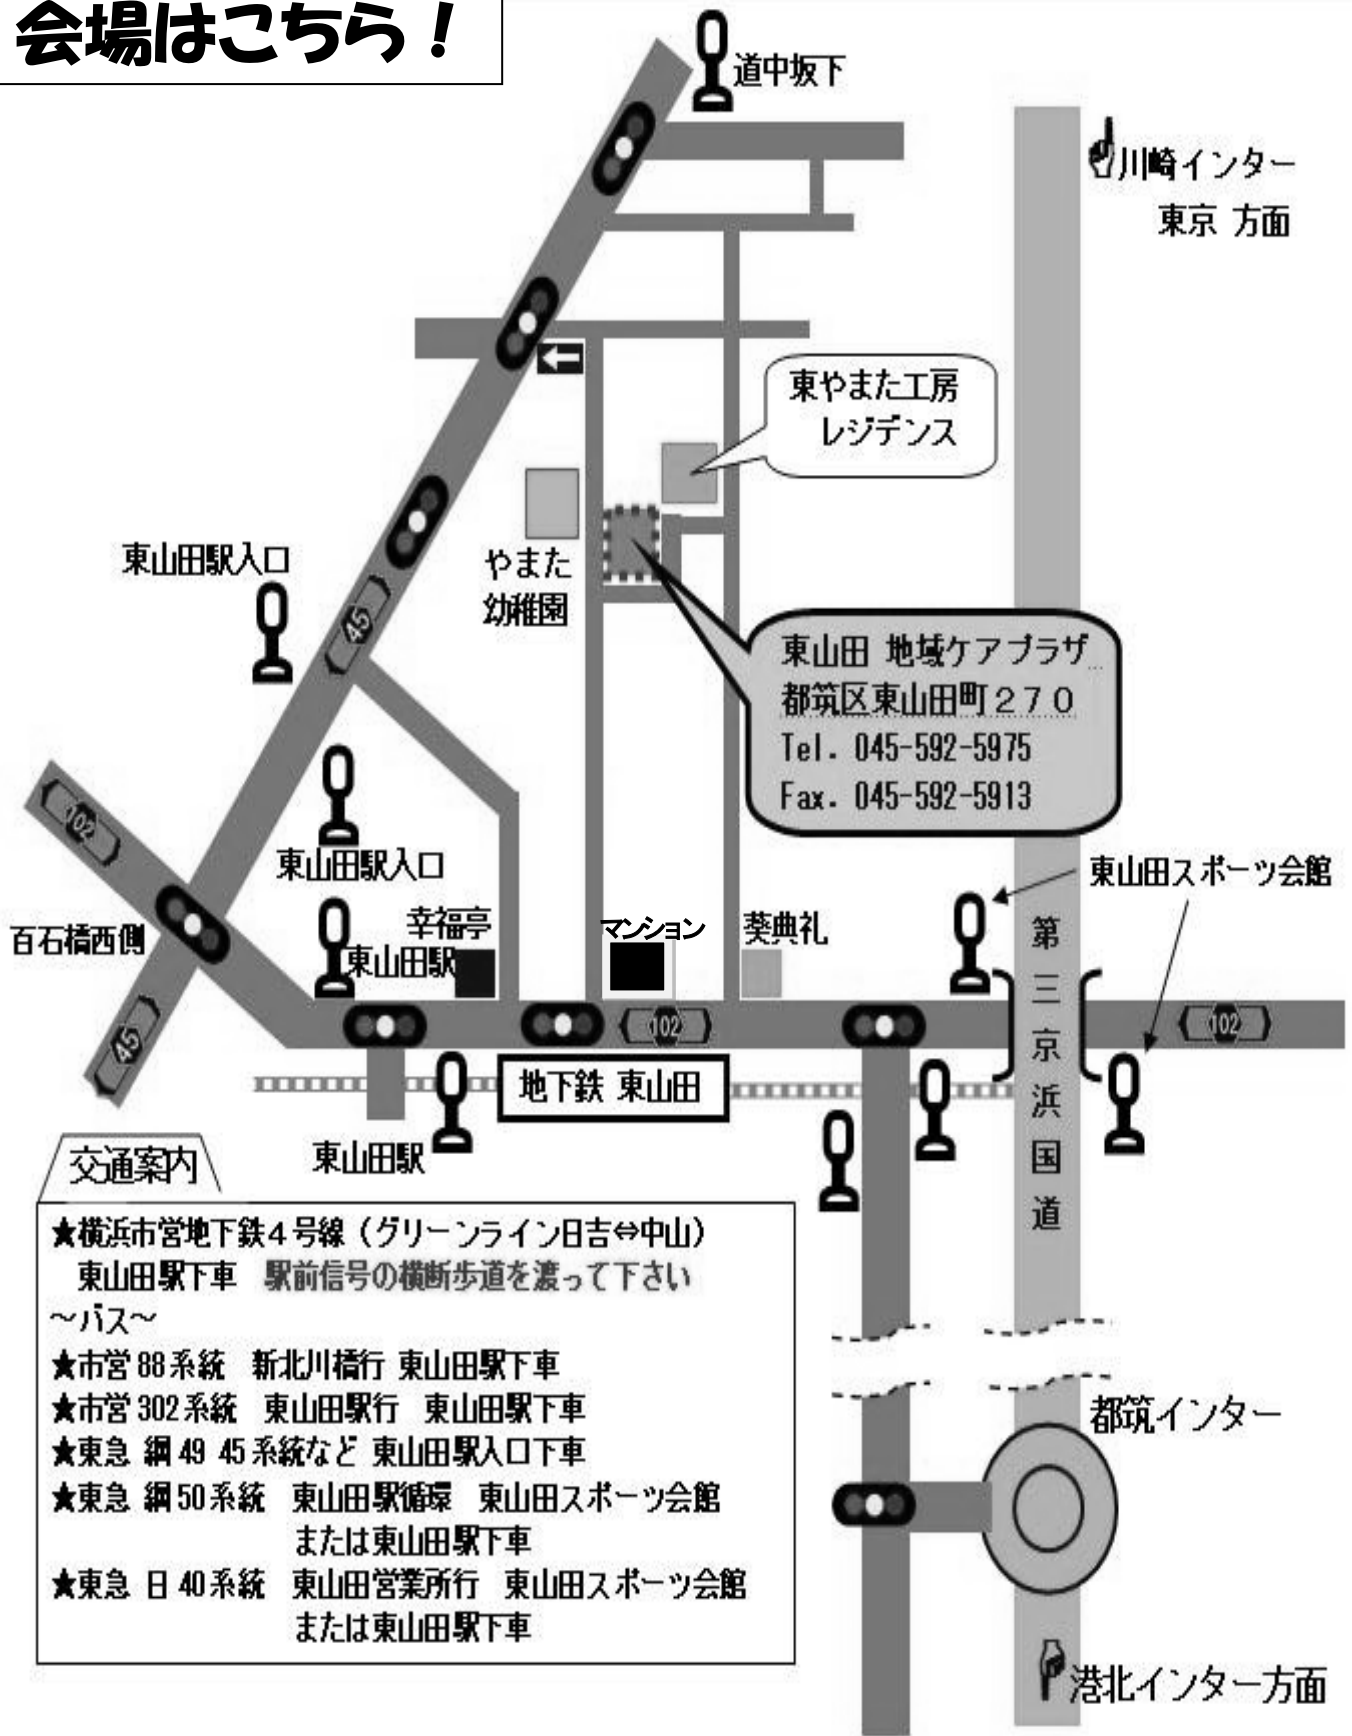 会場はこちら！
道中坂下
川崎インター
東京 方面
東やまた工房
レジデンス
やまた
幼稚園
東山田駅入口
45
東山田 地域ケアプラザ
都筑区東山田町２７０
Tel. 045-592-5975
Fax. 045-592-5913
102
東山田駅入口
百石橋西側
幸福亭
東山田駅
マンション
葵典礼
東山田スポーツ会館
第三京浜国道
45
102
102
地下鉄 東山田
東山田駅
交通案内
★横浜市営地下鉄４号線（グリーンライン日吉⇔中山）
東山田駅下車 駅前信号の横断歩道を渡って下さい
～バス～
★市営88系統 新北川橋行 東山田駅下車
★市営302系統 東山田駅行 東山田駅下車
★東急 綱49 45系統など 東山田駅入口下車
★東急 綱50系統 東山田駅循環 東山田スポーツ会館
または東山田駅下車
★東急 日40系統 東山田営業所行 東山田スポーツ会館
または東山田駅下車
都筑インター
港北インター方面